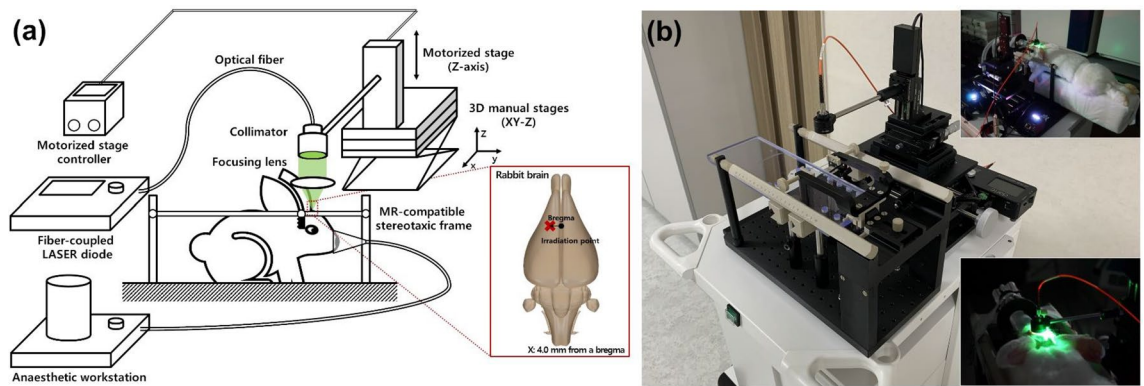 (a)
Optical fiber
Motorized stage
(Z-axis)
3D manual stages
(XY-Z)
z
y
x
Collimator
Motorized stage
controller
Focusing lens
Rabbit brain
Bregma
Irradiation point
X: 4.0 mm from a bregma
MR-compatible
stereotaxic frame
Fiber-coupled
LASER diode
Anaesthetic workstation
(b)